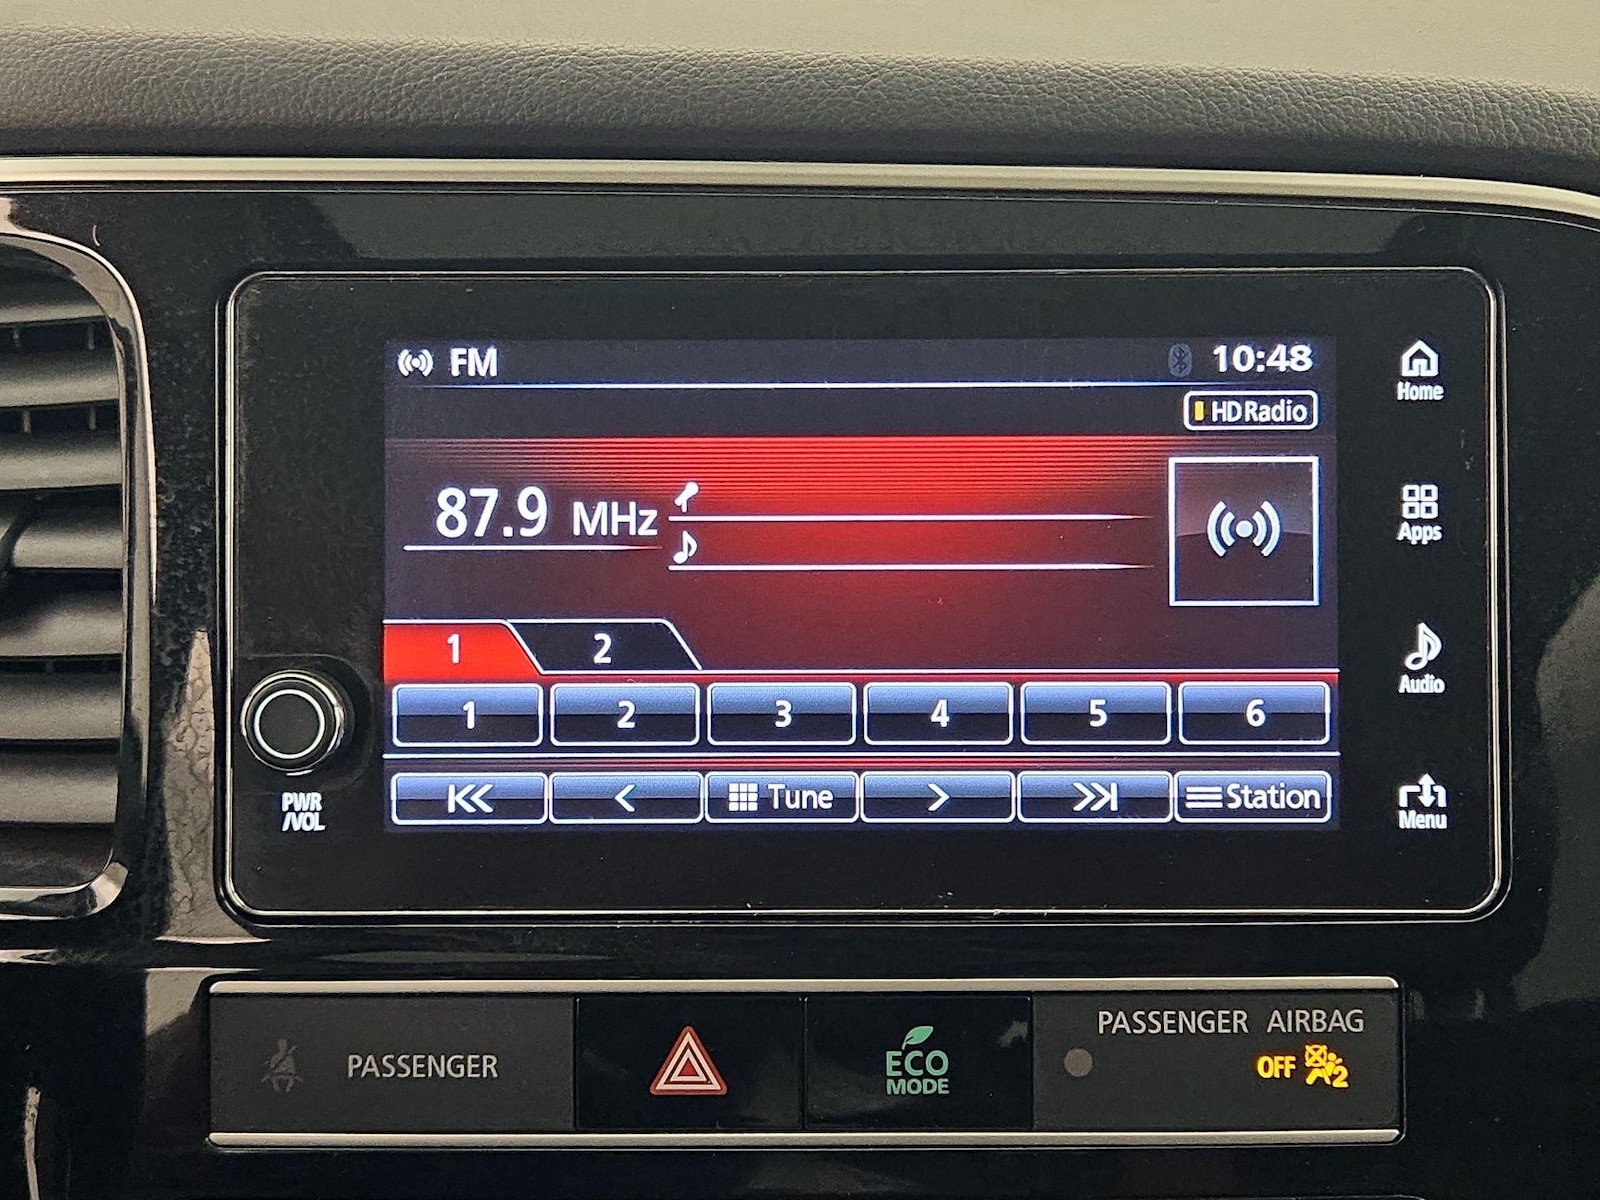 FM
10:48
HD Radio
Home
87.9 MHz
Apps
1 2
Audio
1 2 3 4 5 6
Tune
Station
PWR
/VOL
Menu
PASSENGER
ECO
MODE
PASSENGER AIRBAG
OFF 2